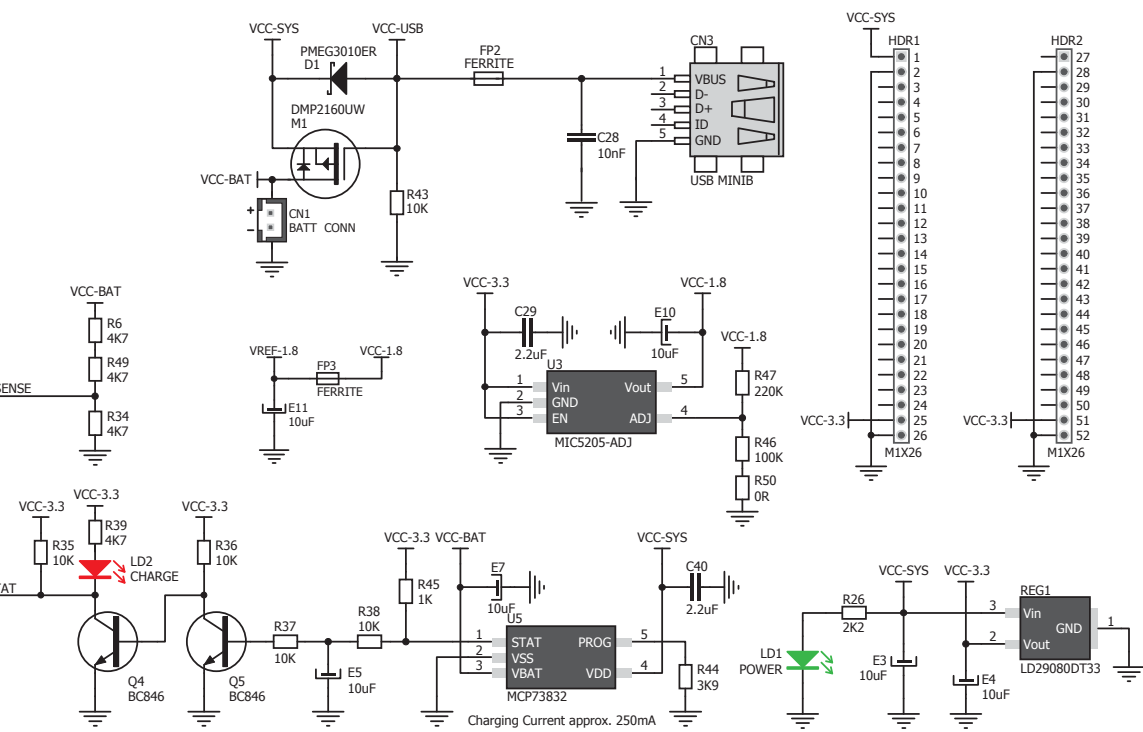 VCC-SYS
VCC-USB
PMEG3010ER
D1
FP2
FERRITE
DMP2160UW
M1
VCC-BAT
+
-
CN1
BATT CONN
R43
10K
C28
10nF
CN3
1 VBUS
2 D-
3 D+
4 ID
5 GND
USB MINIB
VCC-SYS
HDR1
1
2
3
4
5
6
7
8
9
10
11
12
13
14
15
16
17
18
19
20
21
22
23
24
VCC-3.3 25
26
M1X26
HDR2
27
28
29
30
31
32
33
34
35
36
37
38
39
40
41
42
43
44
45
46
47
48
49
50
VCC-3.3 51
52
M1X26
VCC-BAT
R6
4K7
R49
4K7
SENSE
R34
4K7
VREF-1.8
VCC-1.8
FP3
FERRITE
E11
10uF
VCC-3.3
VCC-1.8
C29
2.2uF
E10
10uF
VCC-1.8
U3
1 Vin
2 GND
3 EN
Vout 5
ADJ 4
MIC5205-ADJ
R47
220K
R46
100K
R50
0R
VCC-3.3
VCC-3.3
VCC-3.3
R35
10K
R39
4K7
LD2
CHARGE
R36
10K
TAT
Q4
BC846
Q5
BC846
R37
10K
R38
10K
E5
10uF
VCC-3.3
VCC-BAT
R45
1K
E7
10uF
VCC-SYS
C40
2.2uF
U5
1 STAT
2 VSS
3 VBAT
PROG 5
VDD 4
MCP73832
R44
3K9
Charging Current approx. 250mA
VCC-SYS
VCC-3.3
R26
2K2
LD1
POWER
E3
10uF
E4
10uF
REG1
3 Vin
GND 1
2 Vout
LD29080DT33